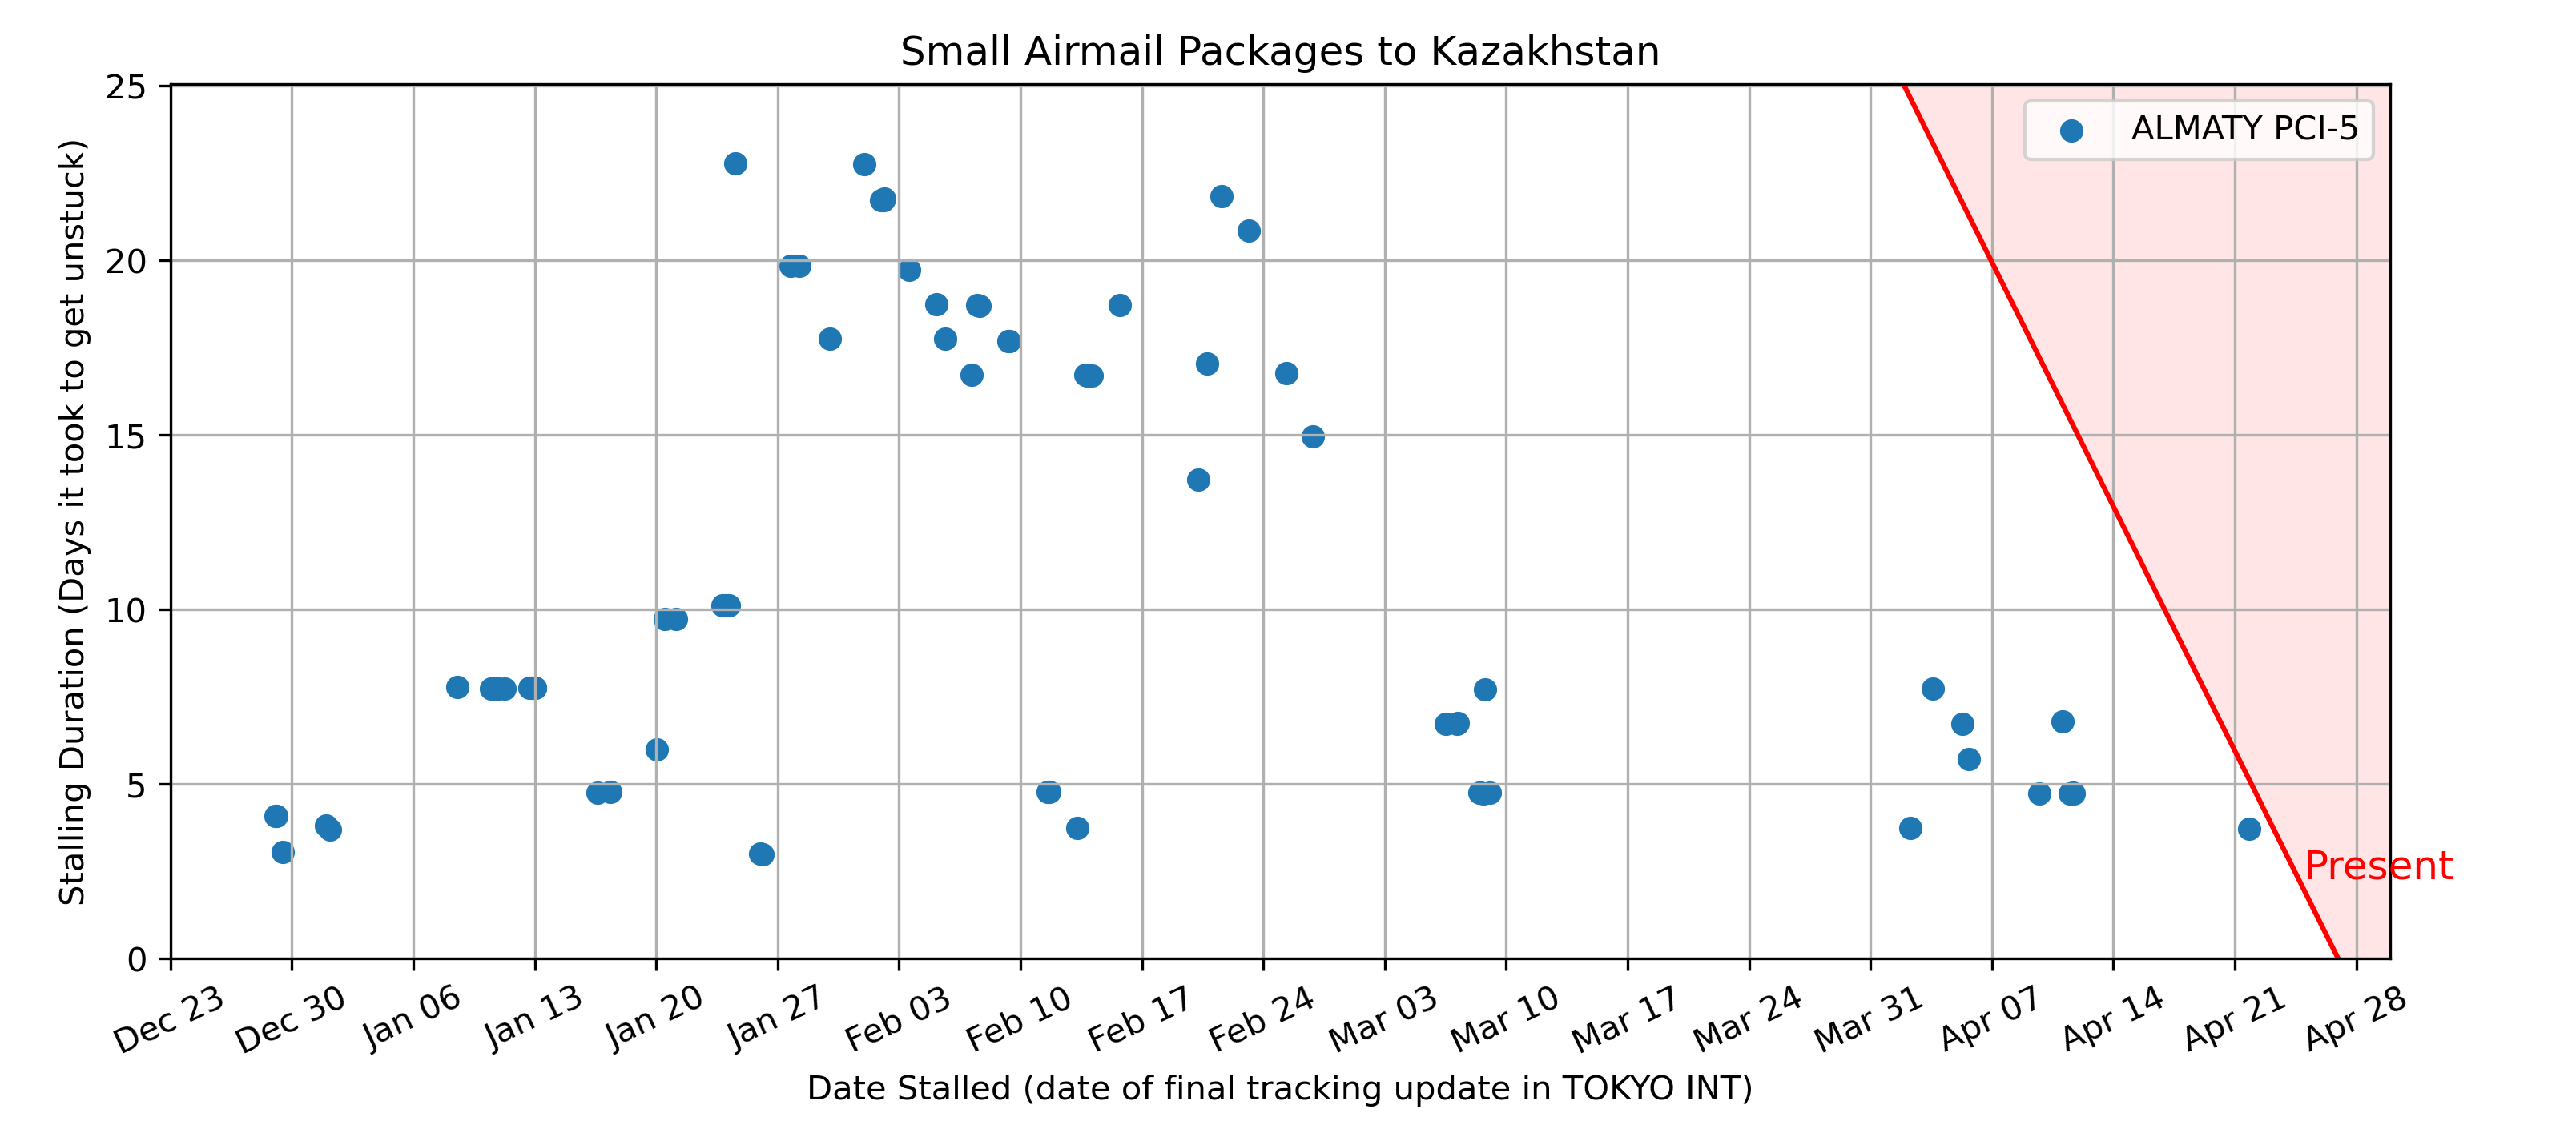 Small Airmail Packages to Kazakhstan
ALMATY PCI-5
Stalling Duration (Days it took to get unstuck)
25
20
15
10
5
0
Present
Dec 23
Dec 30
Jan 06
Jan 13
Jan 20
Jan 27
Feb 03
Feb 10
Feb 17
Feb 24
Mar 03
Mar 10
Mar 17
Mar 24
Mar 31
Apr 07
Apr 14
Apr 21
Apr 28
Date Stalled (date of final tracking update in TOKYO INT)